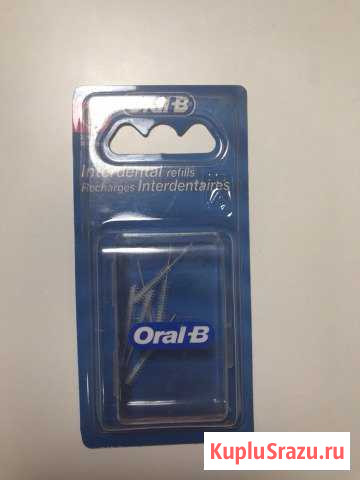 Oral-B
Interdental refills
Recharges Interdentaires
Oral-B
KupluSrazu.ru